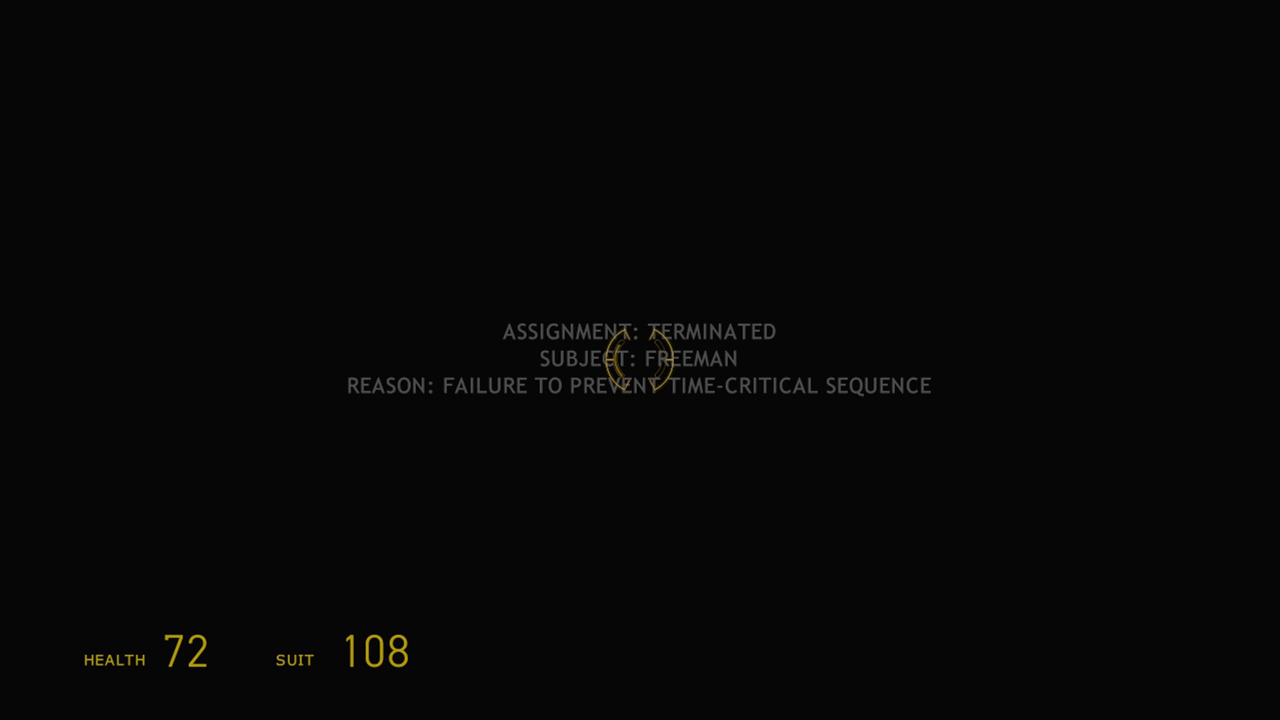 ASSIGNMENT: TERMINATED
SUBJECT: FREEMAN
REASON: FAILURE TO PREVENT TIME-CRITICAL SEQUENCE
HEALTH 72 SUIT 108